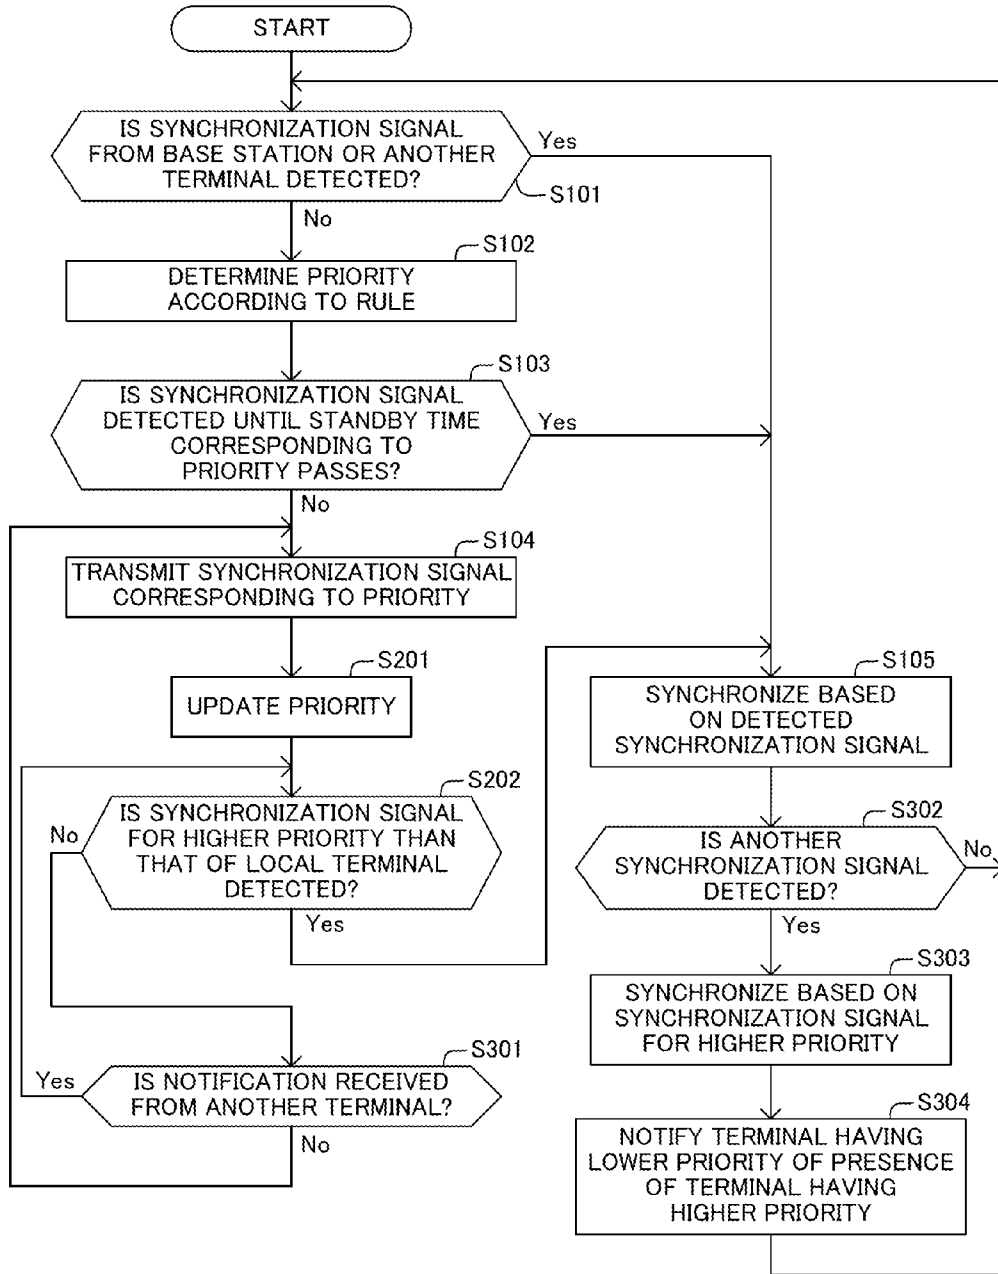 START
IS SYNCHRONIZATION SIGNAL
FROM BASE STATION OR ANOTHER
TERMINAL DETECTED?
Yes
S101
No
S102
DETERMINE PRIORITY
ACCORDING TO RULE
S103
IS SYNCHRONIZATION SIGNAL
DETECTED UNTIL STANDBY TIME
CORRESPONDING TO
PRIORITY PASSES?
Yes
No
S104
TRANSMIT SYNCHRONIZATION SIGNAL
CORRESPONDING TO PRIORITY
S201
UPDATE PRIORITY
S202
IS SYNCHRONIZATION SIGNAL
FOR HIGHER PRIORITY THAN
THAT OF LOCAL TERMINAL
DETECTED?
No
Yes
S301
IS NOTIFICATION RECEIVED
FROM ANOTHER TERMINAL?
Yes
No
S105
SYNCHRONIZE BASED
ON DETECTED
SYNCHRONIZATION SIGNAL
S302
IS ANOTHER
SYNCHRONIZATION SIGNAL
DETECTED?
No
Yes
S303
SYNCHRONIZE BASED ON
SYNCHRONIZATION SIGNAL
FOR HIGHER PRIORITY
S304
NOTIFY TERMINAL HAVING
LOWER PRIORITY OF PRESENCE
OF TERMINAL HAVING
HIGHER PRIORITY